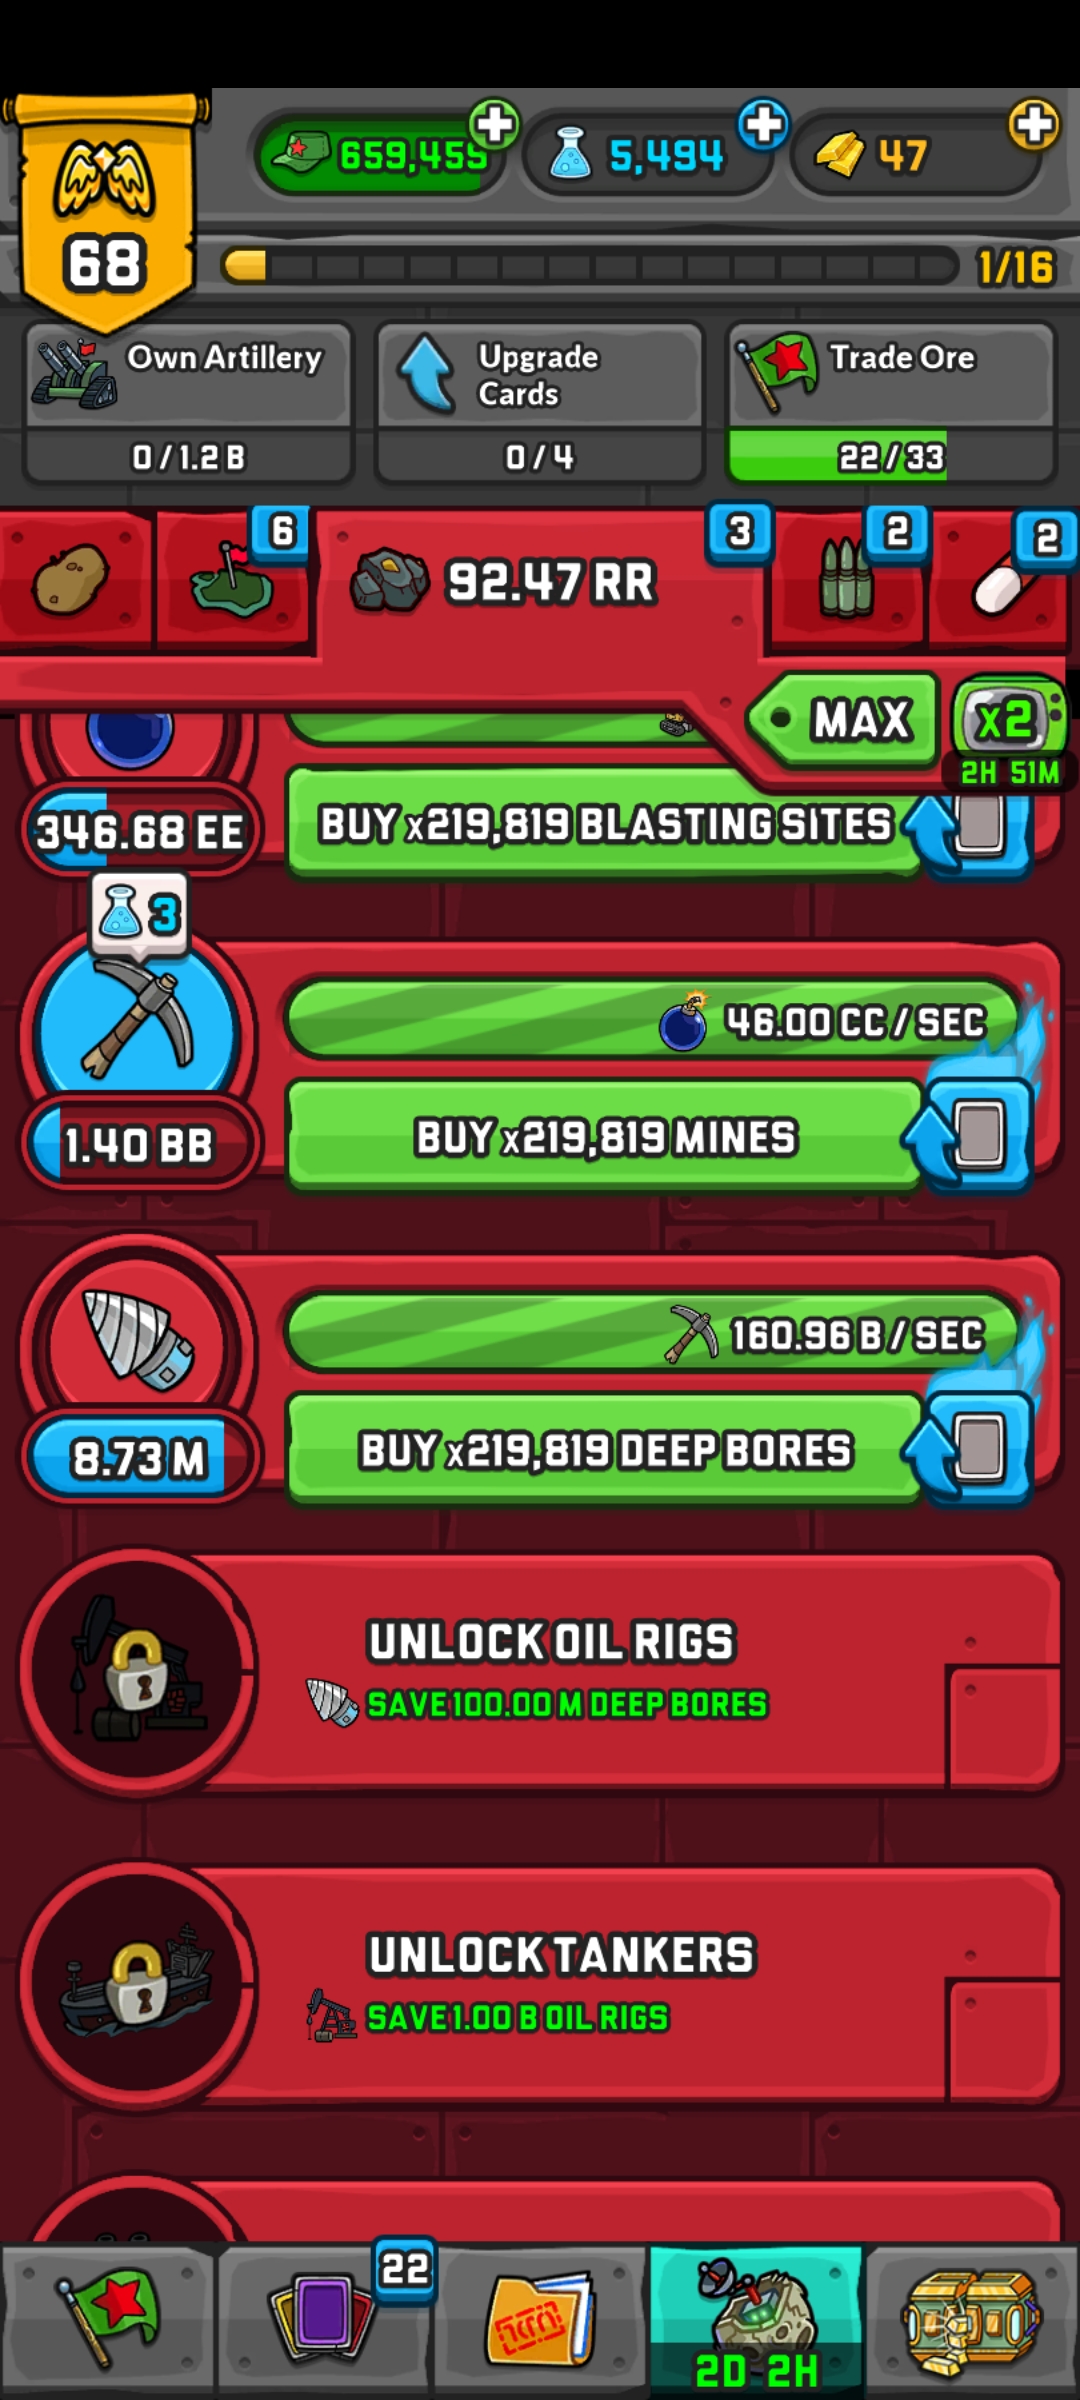 659,455
5,494
47
68
1/16
Own Artillery
0/1.2 B
Upgrade
Cards
0/4
Trade Ore
22/33
6
92.47 RR
3
2
2
MAX
x2
2H 51M
346.68 EE
BUY x219,819 BLASTING SITES
3
46.00 CC/SEC
1.40 BB
BUY x219,819 MINES
160.96 B/SEC
8.73 M
BUY x219,819 DEEP BORES
UNLOCK OIL RIGS
SAVE 100.00 M DEEP BORES
UNLOCK TANKERS
SAVE 1.00 B OIL RIGS
22
2D 2H